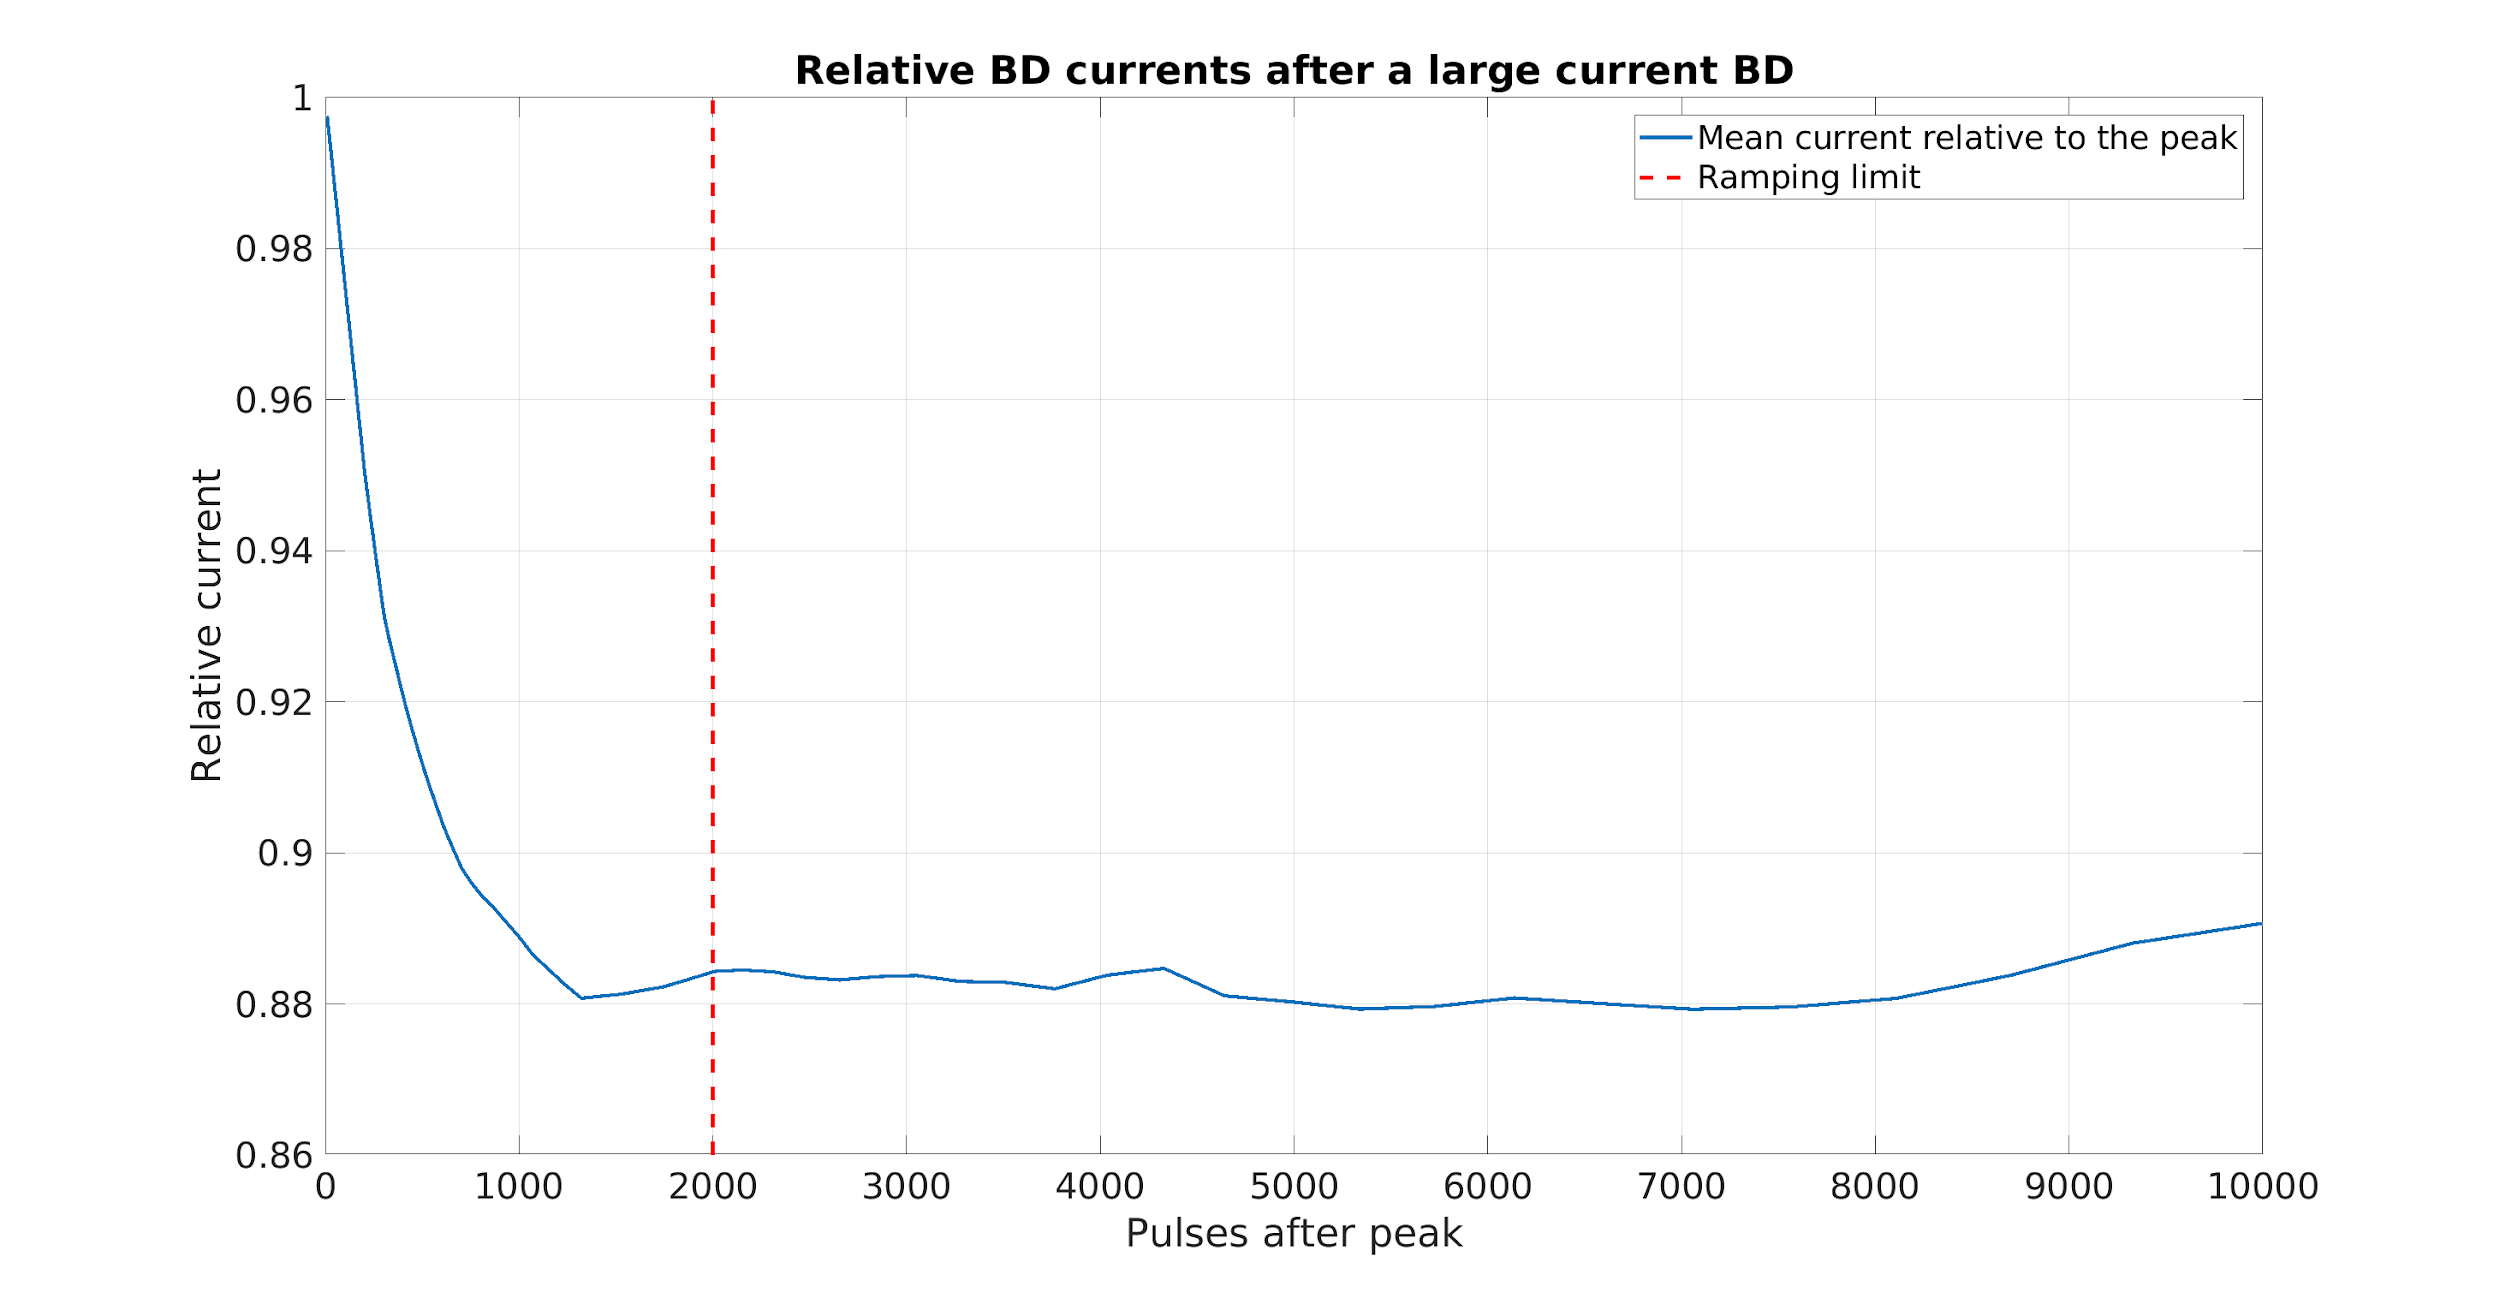 Relative BD currents after a large current BD
Mean current relative to the peak
Ramping limit
Relative current
1
0.98
0.96
0.94
0.92
0.9
0.88
0.86
0 1000 2000 3000 4000 5000 6000 7000 8000 9000 10000
Pulses after peak